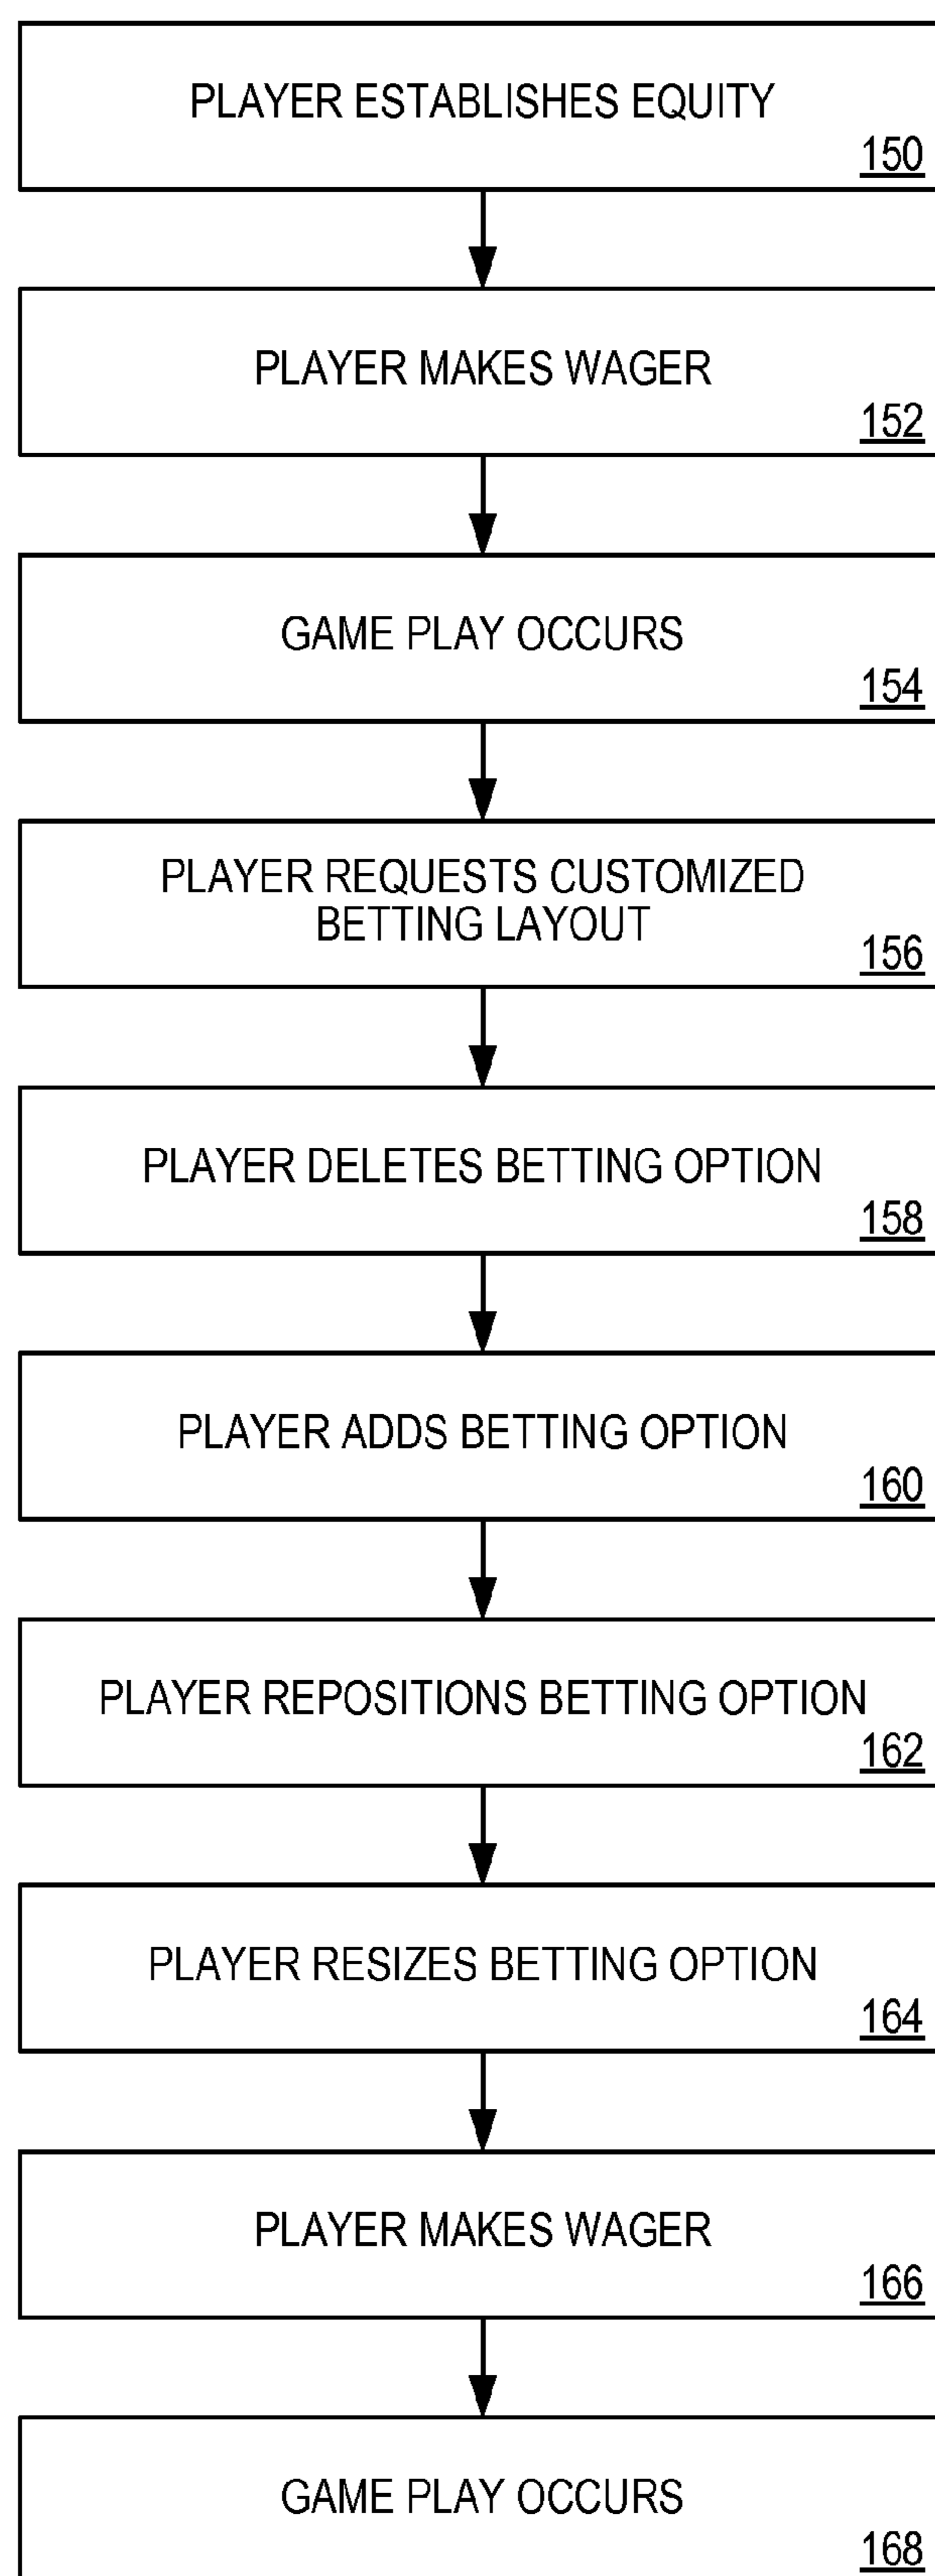 PLAYER ESTABLISHES EQUITY
150
PLAYER MAKES WAGER
152
GAME PLAY OCCURS
154
PLAYER REQUESTS CUSTOMIZED
BETTING LAYOUT
156
PLAYER DELETES BETTING OPTION
158
PLAYER ADDS BETTING OPTION
160
PLAYER REPOSITIONS BETTING OPTION
162
PLAYER RESIZES BETTING OPTION
164
PLAYER MAKES WAGER
166
GAME PLAY OCCURS
168